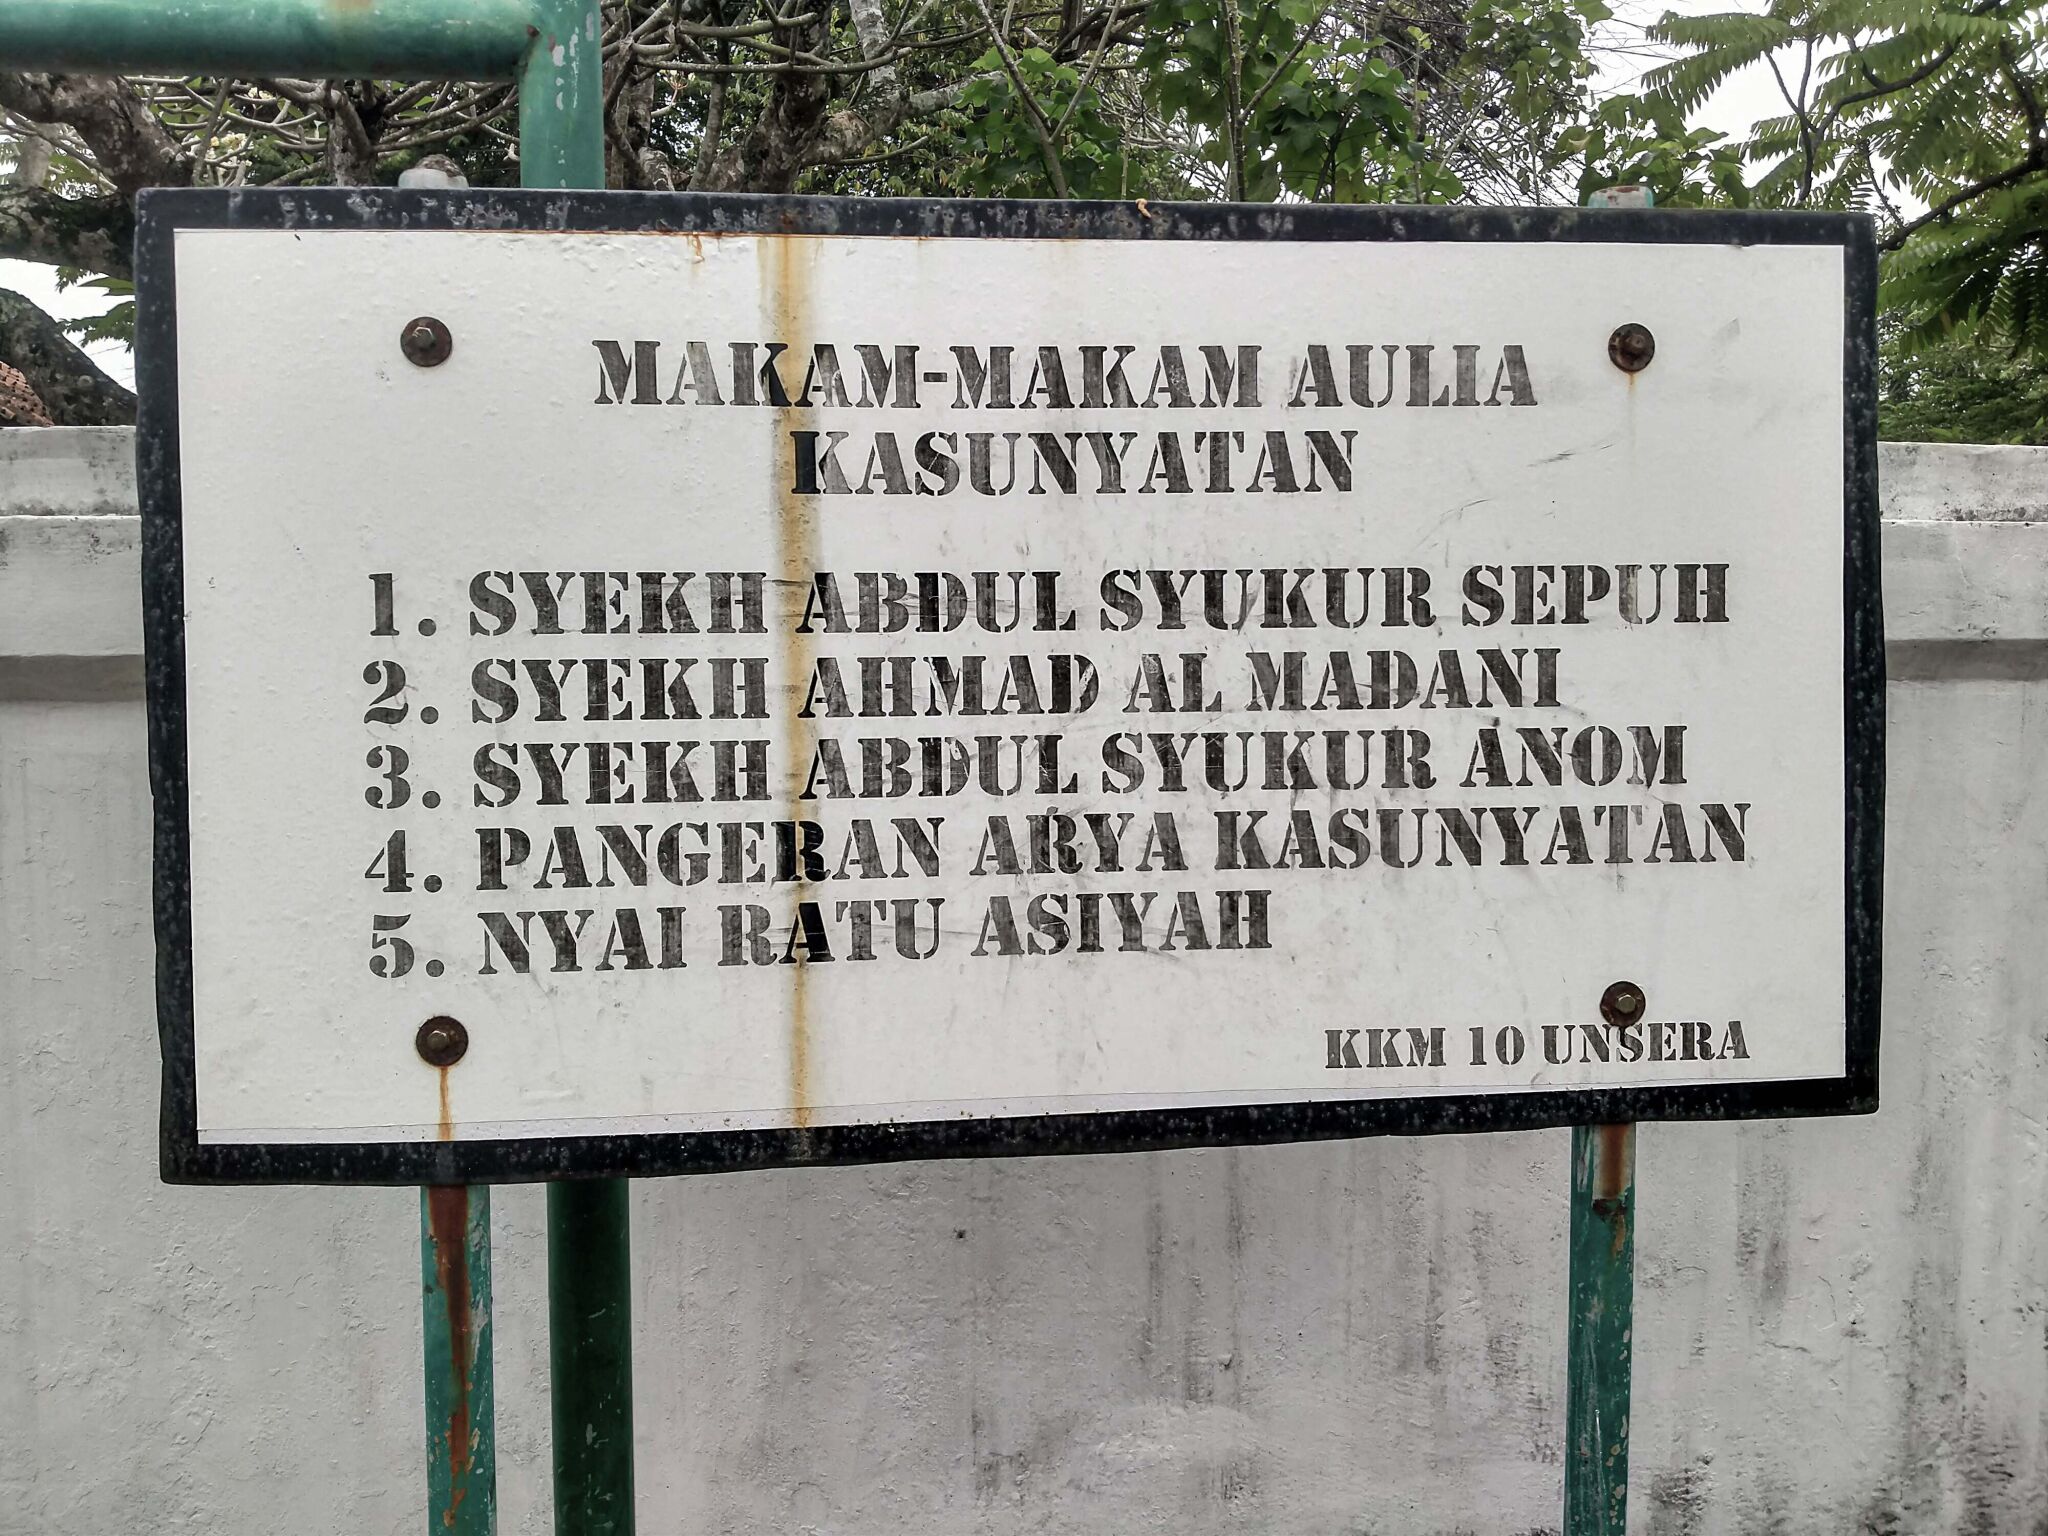 MAKAM-MAKAM AULIA
KASUNYATAN
1. SYEKH ABDUL SYUKUR SEPUH
2. SYEKH AHMAD AL MADANI
3. SYEKH ABDUL SYUKUR ANOM
4. PANGERAN ARYA KASUNYATAN
5. NYAI RATU ASIYAH
KKM 10 UNSERA